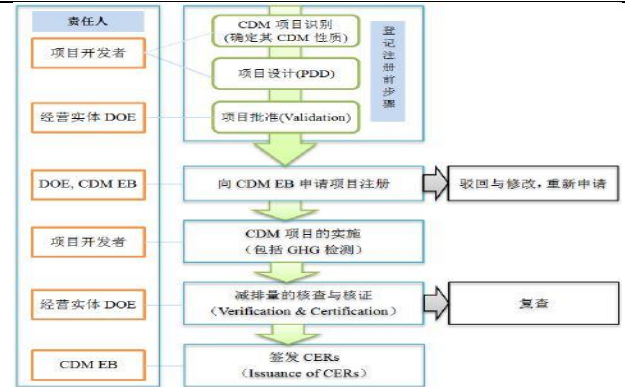 责任人
项目开发者
经营实体 DOE
DOE, CDM EB
项目开发者
经营实体 DOE
CDM EB
CDM 项目识别
(确定其 CDM 性质)
项目设计(PDD)
项目批准(Validation)
登记注册前步骤
向 CDM EB 申请项目注册
驳回与修改，重新申请
CDM 项目的实施
（包括 GHG 检测）
减排量的核查与核证
（Verification & Certification）
复查
签发 CERs
（Issuance of CERs）